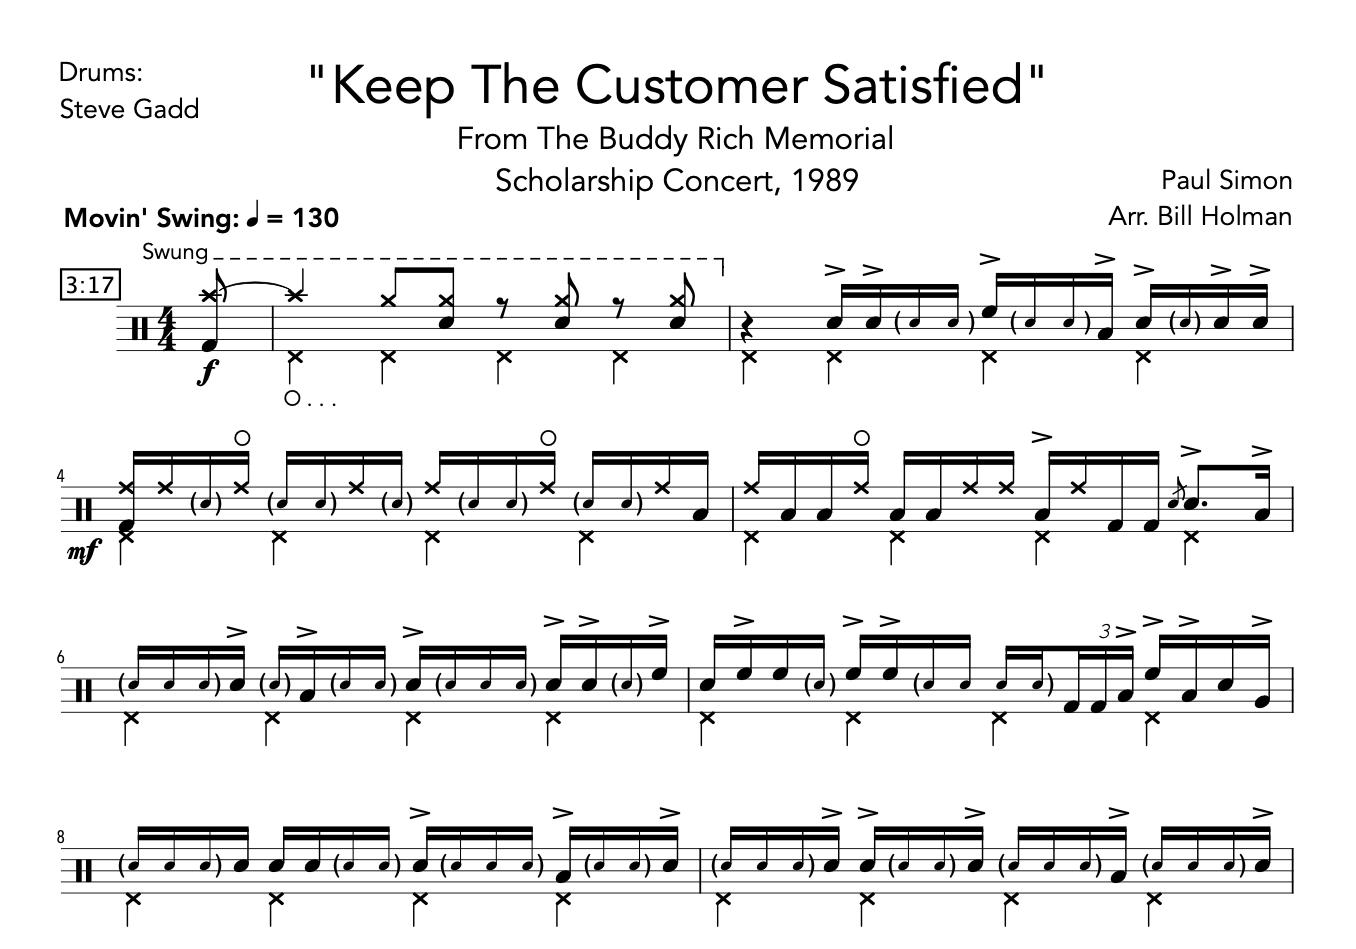 Drums:
Steve Gadd
"Keep The Customer Satisfied"
From The Buddy Rich Memorial
Scholarship Concert, 1989
Paul Simon
Arr. Bill Holman
Movin' Swing: ♩ = 130
Swung
3:17
4
4
f
. . .
4
mf
6
3
8